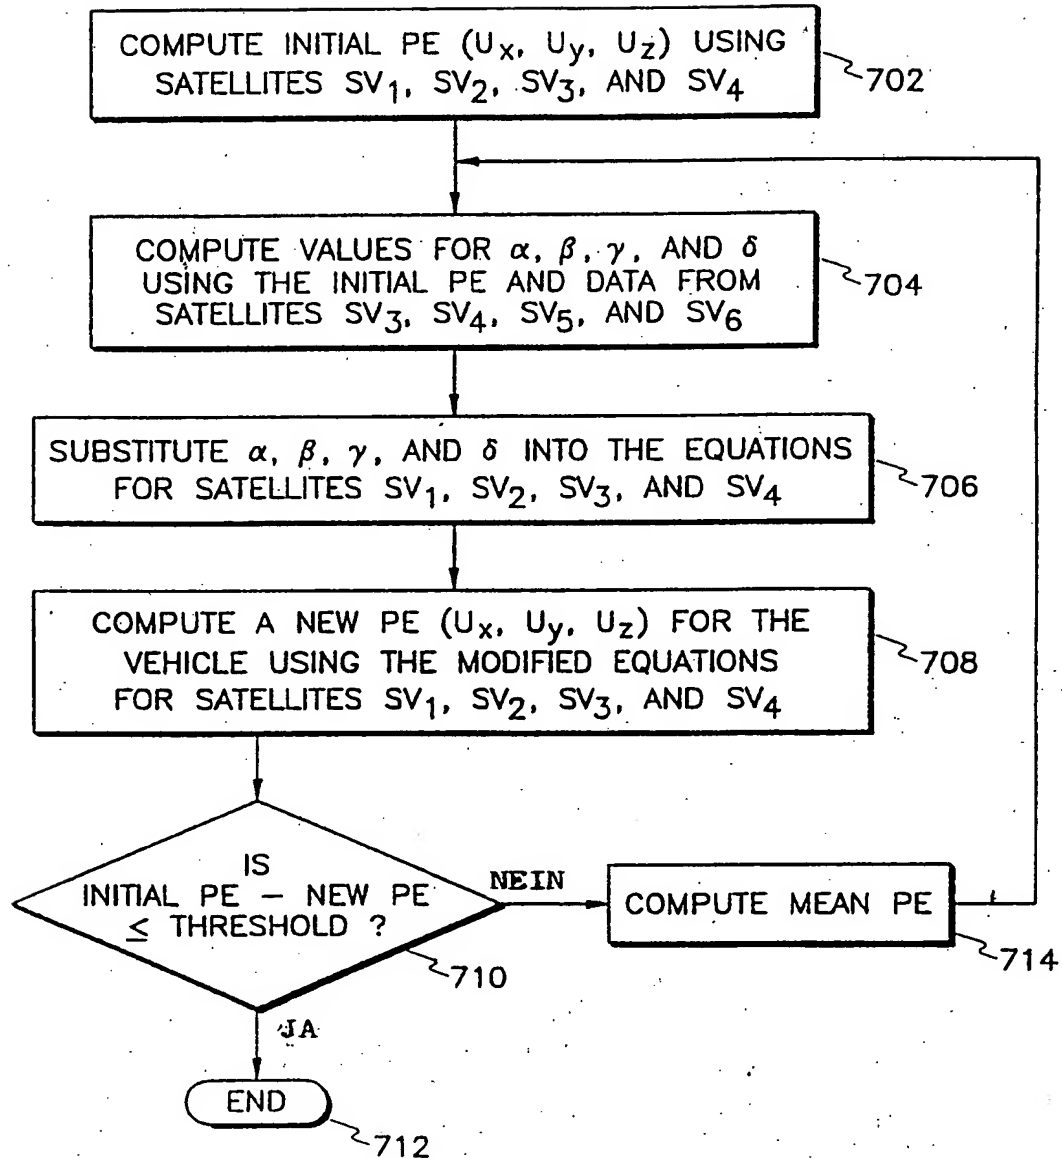 COMPUTE INITIAL PE (Ux, Uy, Uz) USING
SATELLITES SV1, SV2, SV3, AND SV4
702
COMPUTE VALUES FOR α, β, γ, AND δ
USING THE INITIAL PE AND DATA FROM
SATELLITES SV3, SV4, SV5, AND SV6
704
SUBSTITUTE α, β, γ, AND δ INTO THE EQUATIONS
FOR SATELLITES SV1, SV2, SV3, AND SV4
706
COMPUTE A NEW PE (Ux, Uy, Uz) FOR THE
VEHICLE USING THE MODIFIED EQUATIONS
FOR SATELLITES SV1, SV2, SV3, AND SV4
708
IS
INITIAL PE – NEW PE
≤ THRESHOLD ?
710
NEIN
COMPUTE MEAN PE
714
JA
END
712